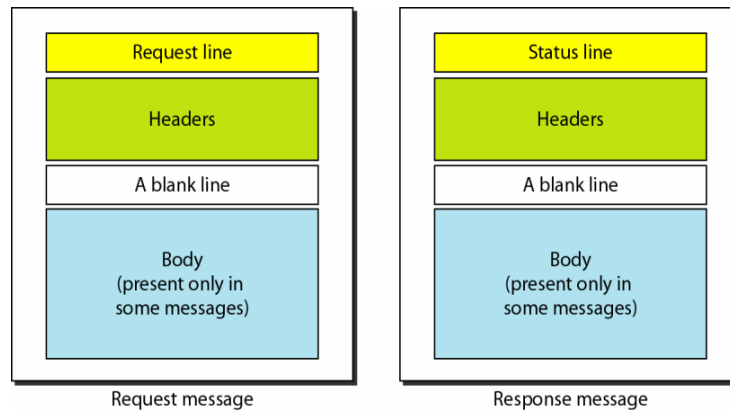 Request line
Headers
A blank line
Body
(present only in
some messages)
Request message
Status line
Headers
A blank line
Body
(present only in
some messages)
Response message